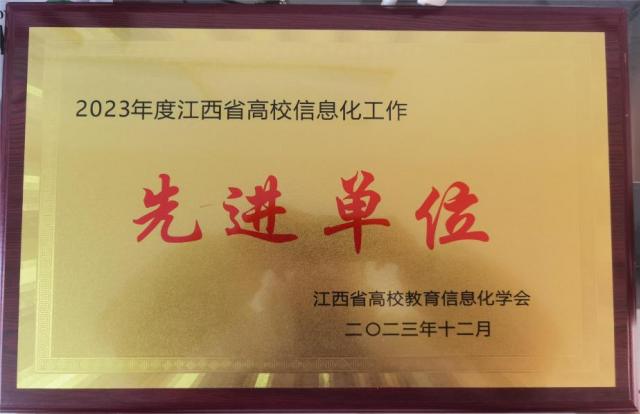 2023年度江西省高校信息化工作
先进单位
江西省高校教育信息化学会
二〇二三年十二月